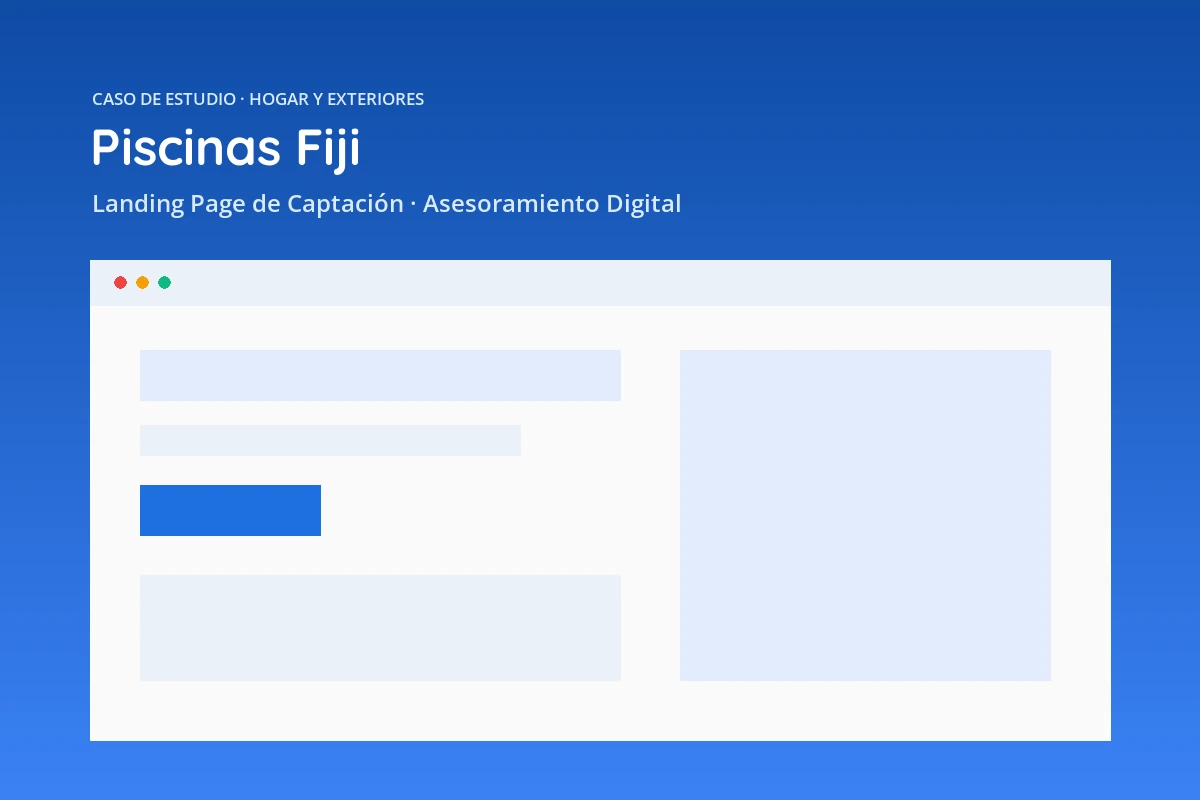 CASO DE ESTUDIO · HOGAR Y EXTERIORES
Piscinas Fiji
Landing Page de Captación · Asesoramiento Digital